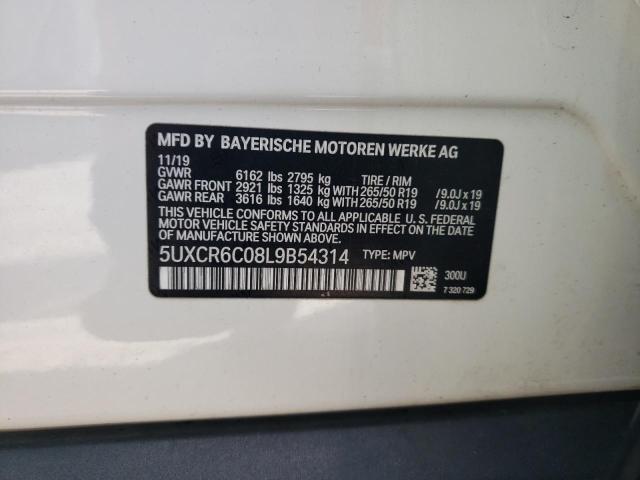 MFD BY BAYERISCHE MOTOREN WERKE AG
11/19
GVWR 6162 lbs 2795 kg TIRE / RIM
GAWR FRONT 2921 lbs 1325 kg WITH 265/50 R19 /9.0J x 19
GAWR REAR 3616 lbs 1640 kg WITH 265/50 R19 /9.0J x 19
THIS VEHICLE CONFORMS TO ALL APPLICABLE U. S. FEDERAL
MOTOR VEHICLE SAFETY STANDARDS IN EFFECT ON THE DATE
OF MANUFACTURE SHOWN ABOVE.
5UXCR6C08L9B54314 TYPE: MPV
300U
7 320 729